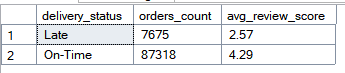 delivery_status orders_count avg_review_score
1 Late 7675 2.57
2 On-Time 87318 4.29